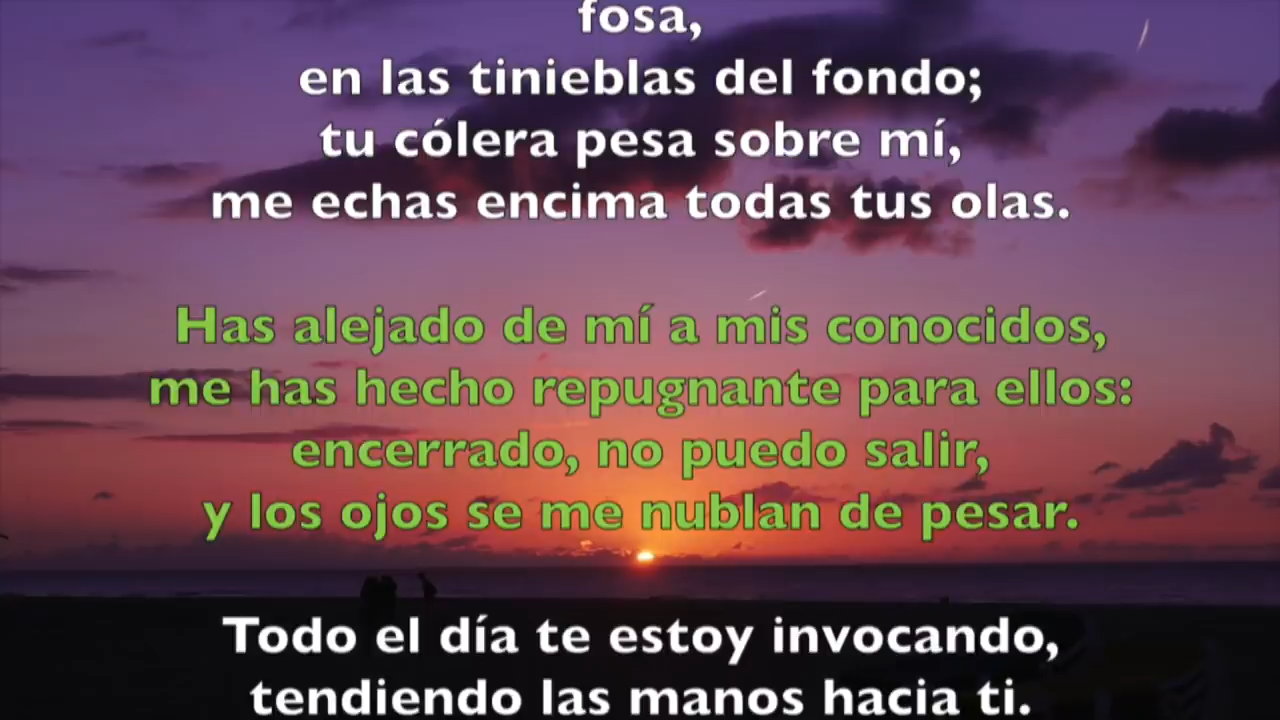 fosa,
en las tinieblas del fondo;
tu cólera pesa sobre mí,
me echas encima todas tus olas.
Has alejado de mí a mis conocidos,
me has hecho repugnante para ellos:
encerrado, no puedo salir,
y los ojos se me nublan de pesar.
Todo el día te estoy invocando,
tendiendo las manos hacia ti.